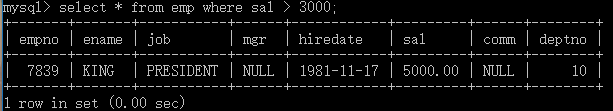 mysql> select * from emp where sal > 3000;
+-------+-------+-----------+------+------------+---------+------+--------+
| empno | ename | job       | mgr  | hiredate   | sal     | comm | deptno |
+-------+-------+-----------+------+------------+---------+------+--------+
|  7839 | KING  | PRESIDENT | NULL | 1981-11-17 | 5000.00 | NULL |     10 |
+-------+-------+-----------+------+------------+---------+------+--------+
1 row in set (0.00 sec)